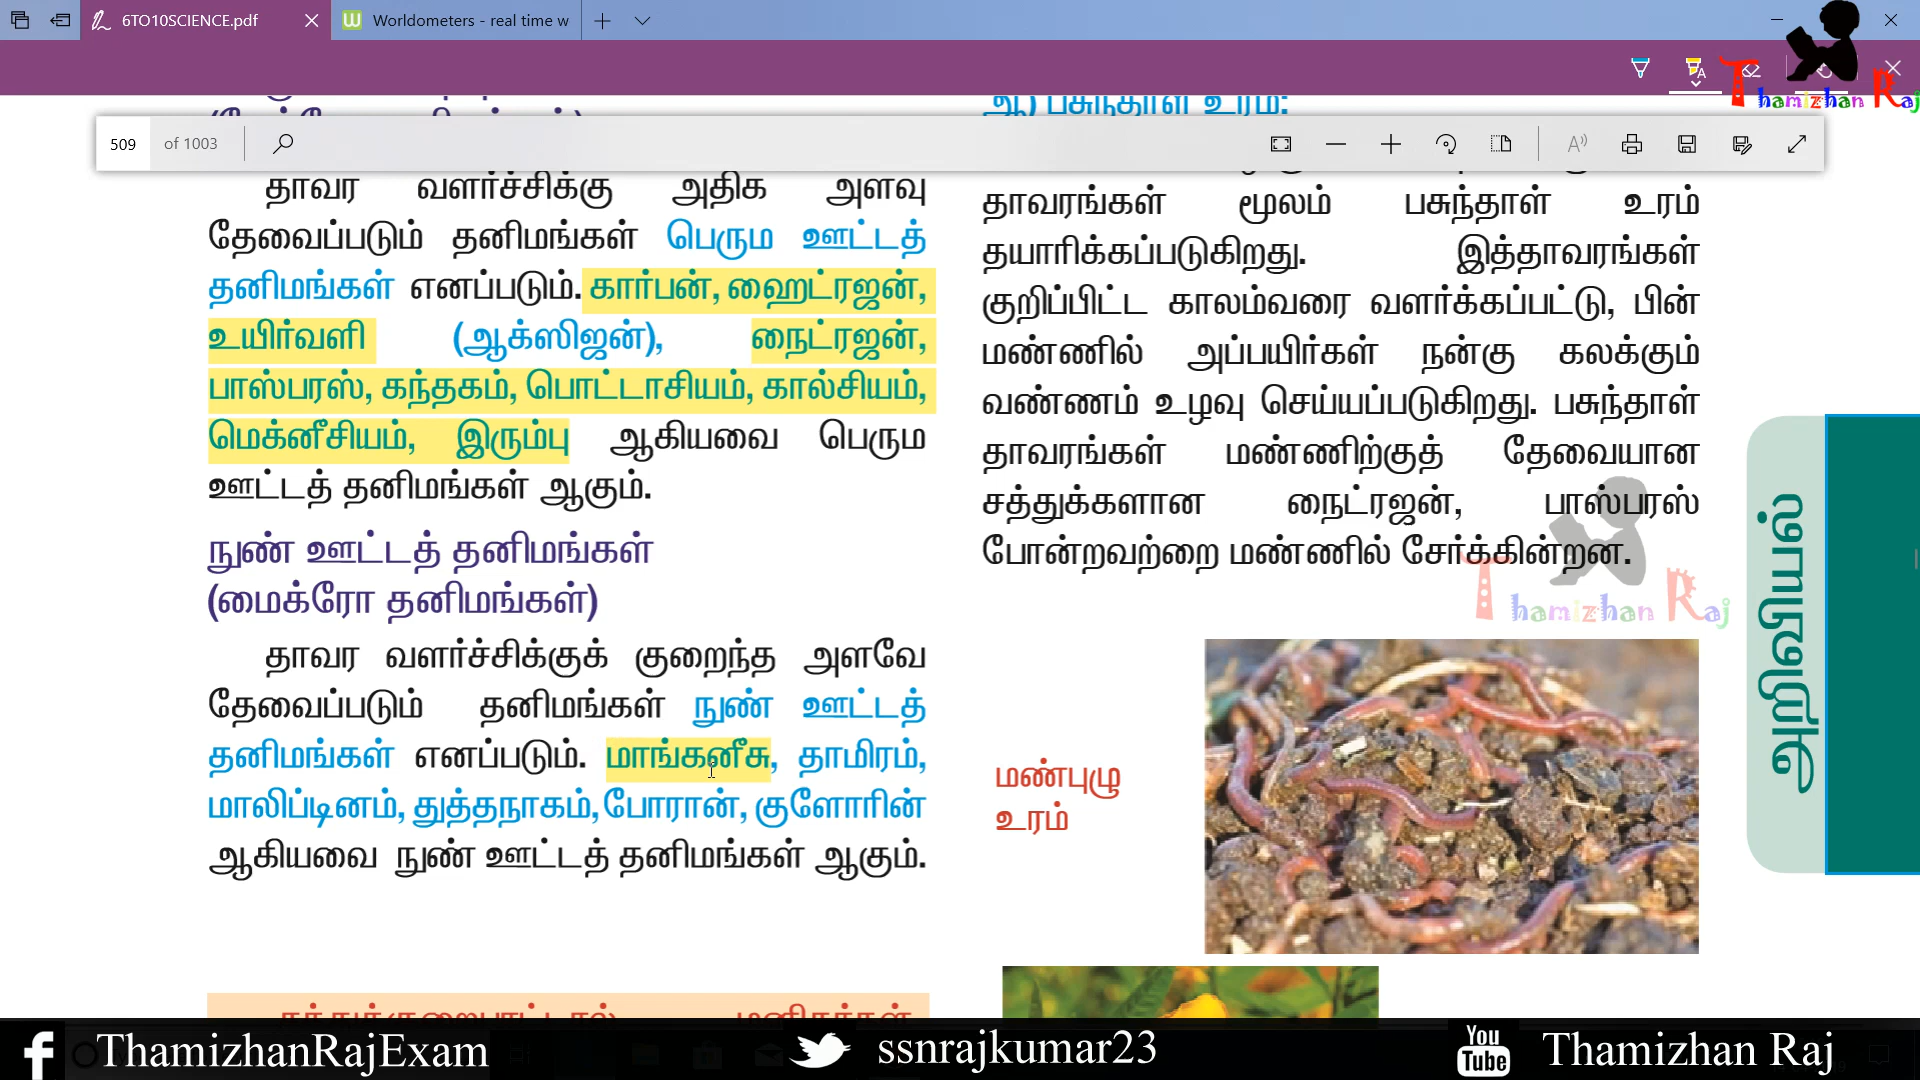 6TO10SCIENCE.pdf
Worldometers - real time w
Thamizhan Raj
509 of 1003
ஆ) பசுந்தாள் உரம்:
தாவர வளர்ச்சிக்கு அதிக அளவு
தேவைப்படும் தனிமங்கள் பெரும ஊட்டத்
தனிமங்கள் எனப்படும். கார்பன், ஹைட்ரஜன்,
உயிர்வளி (ஆக்ஸிஜன்), நைட்ரஜன்,
பாஸ்பரஸ், கந்தகம், பொட்டாசியம், கால்சியம்,
மெக்னீசியம், இரும்பு ஆகியவை பெரும
ஊட்டத் தனிமங்கள் ஆகும்.
நுண் ஊட்டத் தனிமங்கள்
(மைக்ரோ தனிமங்கள்)
தாவர வளர்ச்சிக்குக் குறைந்த அளவே
தேவைப்படும் தனிமங்கள் நுண் ஊட்டத்
தனிமங்கள் எனப்படும். மாங்கனீசு, தாமிரம்,
மாலிப்டினம், துத்தநாகம், போரான், குளோரின்
ஆகியவை நுண் ஊட்டத் தனிமங்கள் ஆகும்.
தாவரங்கள் மூலம் பசுந்தாள் உரம்
தயாரிக்கப்படுகிறது. இத்தாவரங்கள்
குறிப்பிட்ட காலம்வரை வளர்க்கப்பட்டு, பின்
மண்ணில் அப்பயிர்கள் நன்கு கலக்கும்
வண்ணம் உழவு செய்யப்படுகிறது. பசுந்தாள்
தாவரங்கள் மண்ணிற்குத் தேவையான
சத்துக்களான நைட்ரஜன், பாஸ்பரஸ்
போன்றவற்றை மண்ணில் சேர்க்கின்றன.
Thamizhan Raj
மண்புழு
உரம்
அறிவியல்
ThamizhanRajExam
ssnrajkumar23
You
Tube
Thamizhan Raj